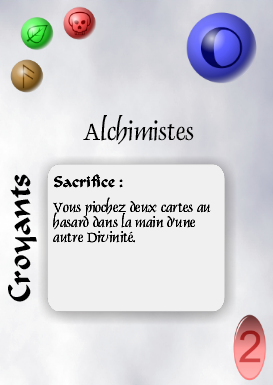 Alchimistes
Croyants
Sacrifice :
Vous piochez deux cartes au
hasard dans la main d'une
autre Divinité.
2